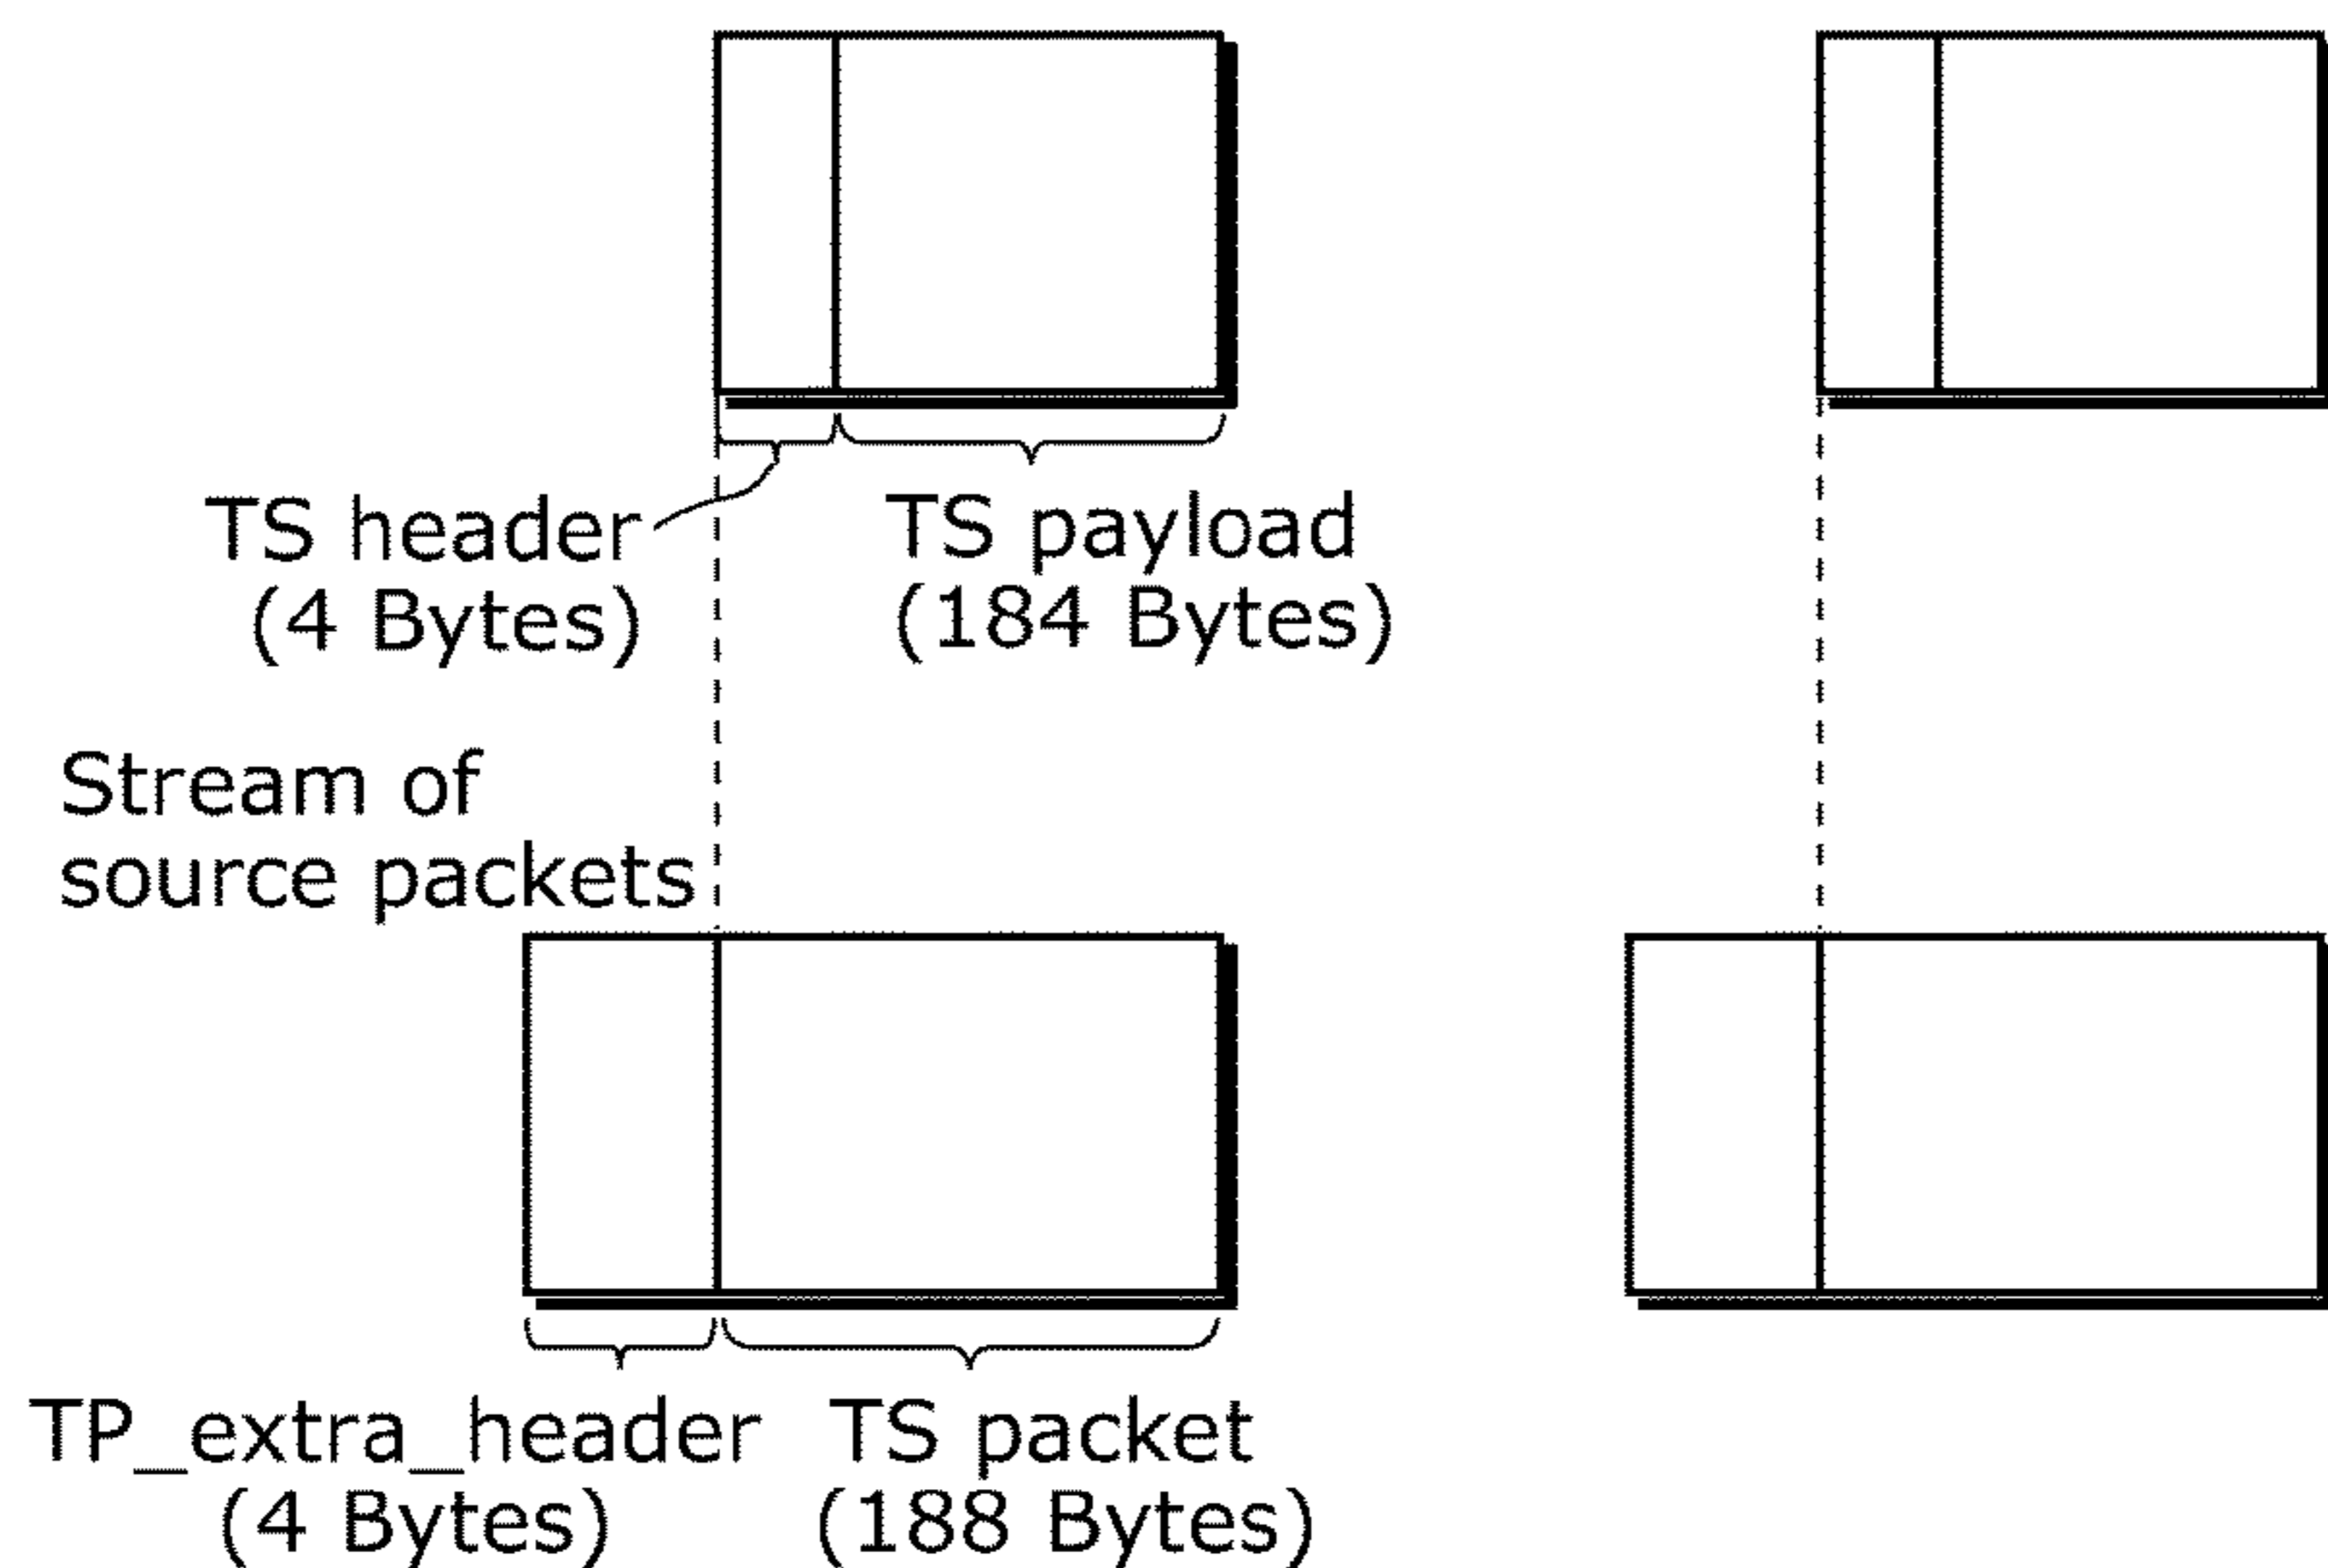 TS header
(4 Bytes)
TS payload
(184 Bytes)
Stream of
source packets
TP_extra_header
(4 Bytes)
TS packet
(188 Bytes)